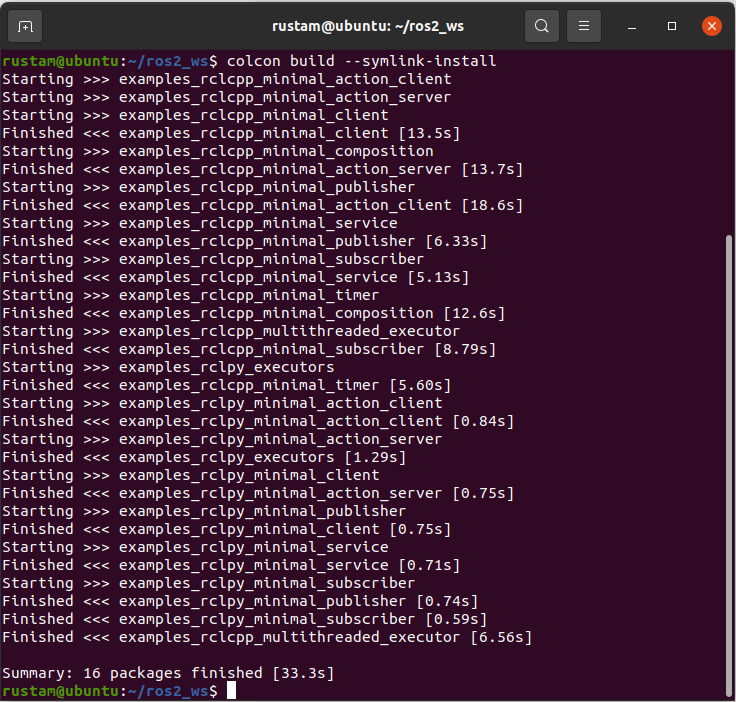 rustam@ubuntu: ~/ros2_ws
rustam@ubuntu:~/ros2_ws$ colcon build --symlink-install
Starting >>> examples_rclcpp_minimal_action_client
Starting >>> examples_rclcpp_minimal_action_server
Starting >>> examples_rclcpp_minimal_client
Finished <<< examples_rclcpp_minimal_client [13.5s]
Starting >>> examples_rclcpp_minimal_composition
Finished <<< examples_rclcpp_minimal_action_server [13.7s]
Starting >>> examples_rclcpp_minimal_publisher
Finished <<< examples_rclcpp_minimal_action_client [18.6s]
Starting >>> examples_rclcpp_minimal_service
Finished <<< examples_rclcpp_minimal_publisher [6.33s]
Starting >>> examples_rclcpp_minimal_subscriber
Finished <<< examples_rclcpp_minimal_service [5.13s]
Starting >>> examples_rclcpp_minimal_timer
Finished <<< examples_rclcpp_minimal_composition [12.6s]
Starting >>> examples_rclcpp_multithreaded_executor
Finished <<< examples_rclcpp_minimal_subscriber [8.79s]
Starting >>> examples_rclpy_executors
Finished <<< examples_rclcpp_minimal_timer [5.60s]
Starting >>> examples_rclpy_minimal_action_client
Finished <<< examples_rclpy_minimal_action_client [0.84s]
Starting >>> examples_rclpy_minimal_action_server
Finished <<< examples_rclpy_executors [1.29s]
Starting >>> examples_rclpy_minimal_client
Finished <<< examples_rclpy_minimal_action_server [0.75s]
Starting >>> examples_rclpy_minimal_publisher
Finished <<< examples_rclpy_minimal_client [0.75s]
Starting >>> examples_rclpy_minimal_service
Finished <<< examples_rclpy_minimal_service [0.71s]
Starting >>> examples_rclpy_minimal_subscriber
Finished <<< examples_rclpy_minimal_publisher [0.74s]
Finished <<< examples_rclpy_minimal_subscriber [0.59s]
Finished <<< examples_rclcpp_multithreaded_executor [6.56s]
Summary: 16 packages finished [33.3s]
rustam@ubuntu:~/ros2_ws$